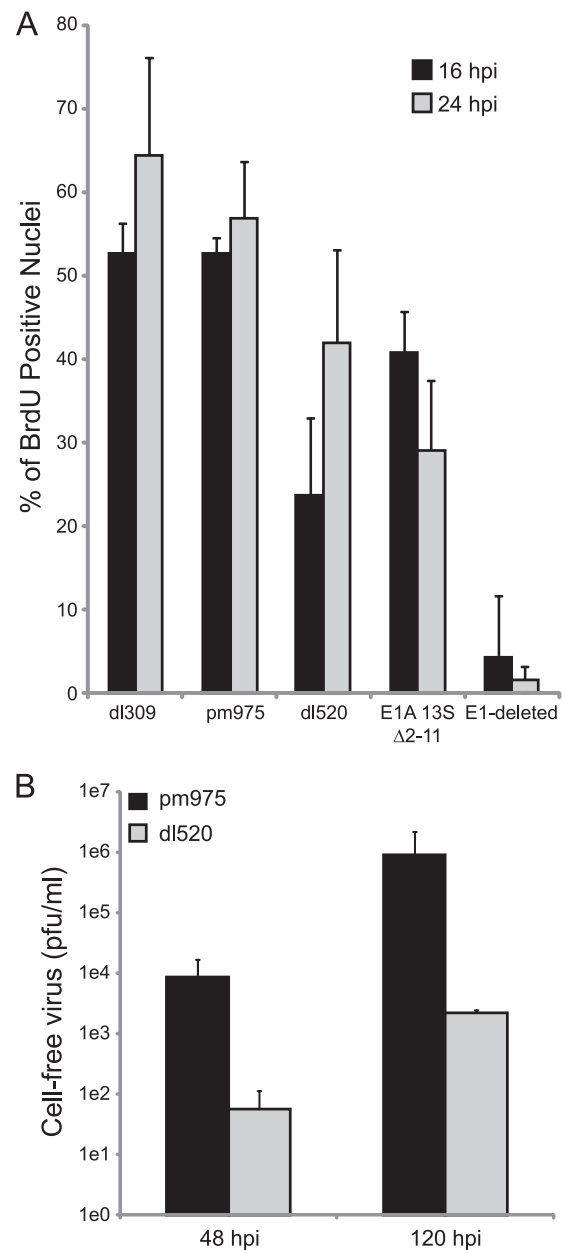 A
80
70
60
50
40
30
20
10
0
% of BrdU Positive Nuclei
16 hpi
24 hpi
dl309
pm975
dl520
E1A 13S
Δ2-11
E1-deleted
B
1e7
1e6
1e5
1e4
1e3
1e2
1e1
1e0
Cell-free virus (pfu/ml)
pm975
dl520
48 hpi
120 hpi